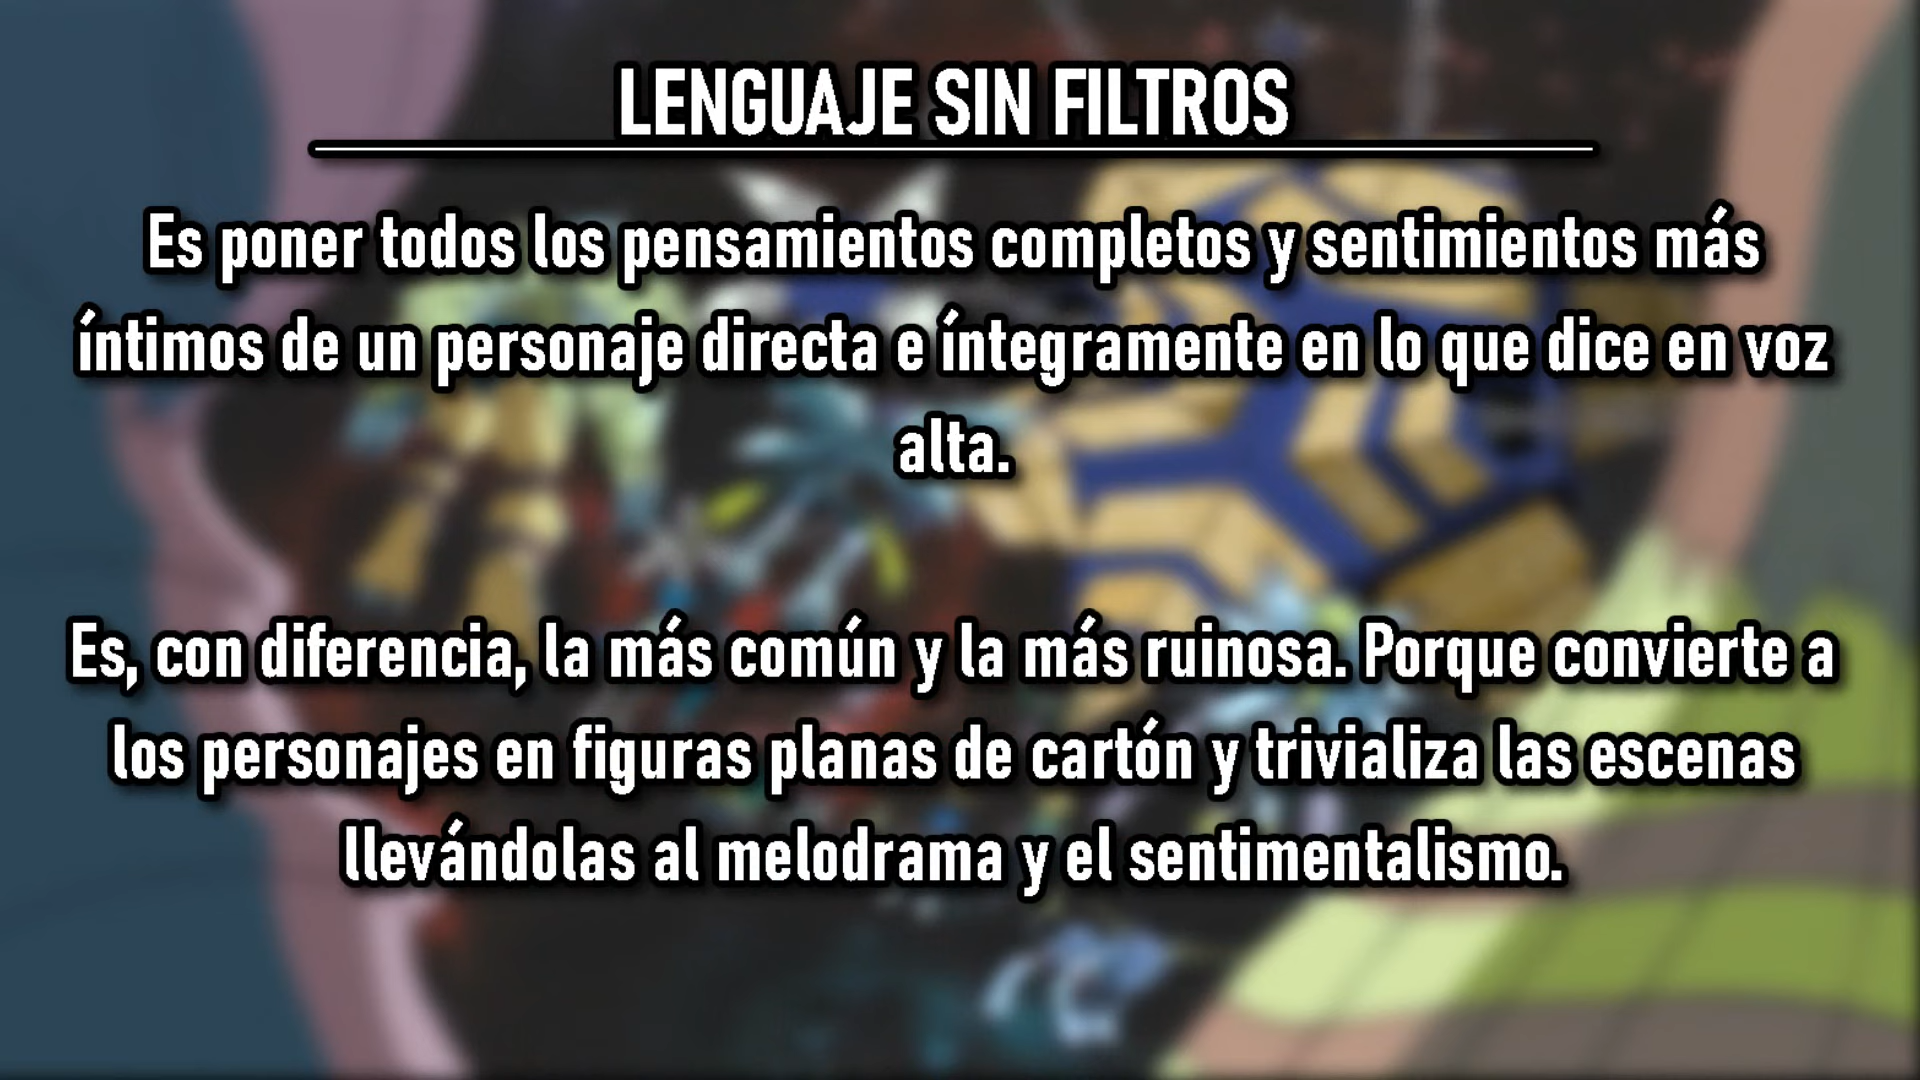 LENGUAJE SIN FILTROS
Es poner todos los pensamientos completos y sentimientos más
íntimos de un personaje directa e íntegramente en lo que dice en voz
alta.
Es, con diferencia, la más común y la más ruinosa. Porque convierte a
los personajes en figuras planas de cartón y trivializa las escenas
llevándolas al melodrama y el sentimentalismo.